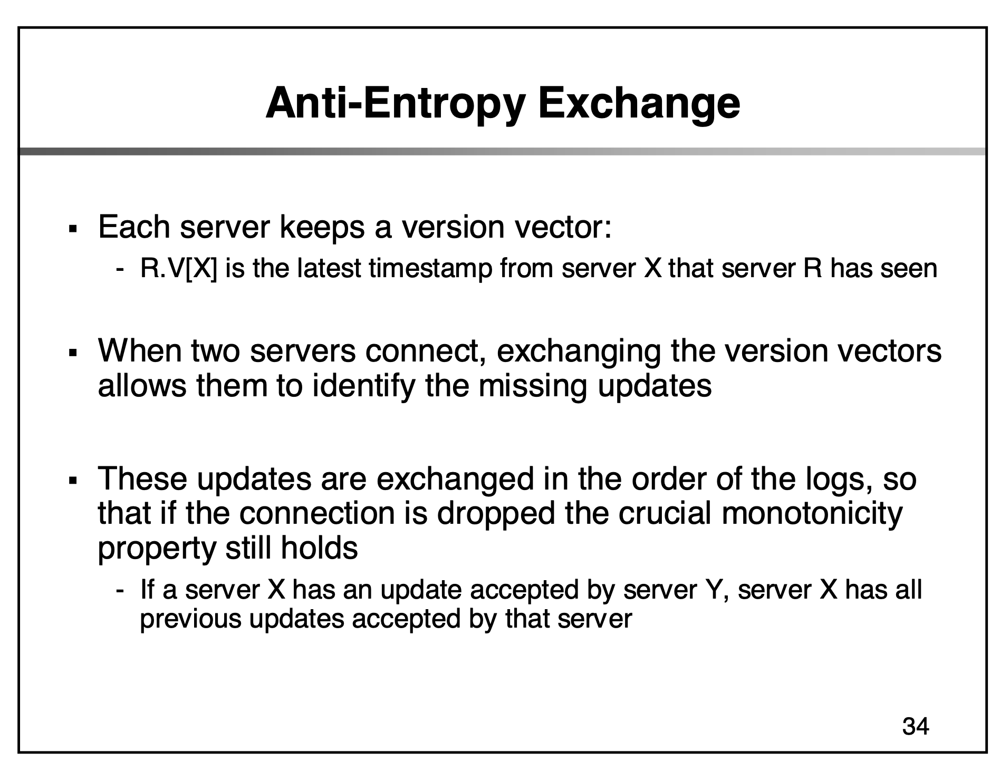 Anti-Entropy Exchange
▪ Each server keeps a version vector:
- R.V[X] is the latest timestamp from server X that server R has seen
▪ When two servers connect, exchanging the version vectors
allows them to identify the missing updates
▪ These updates are exchanged in the order of the logs, so
that if the connection is dropped the crucial monotonicity
property still holds
- If a server X has an update accepted by server Y, server X has all
previous updates accepted by that server
34